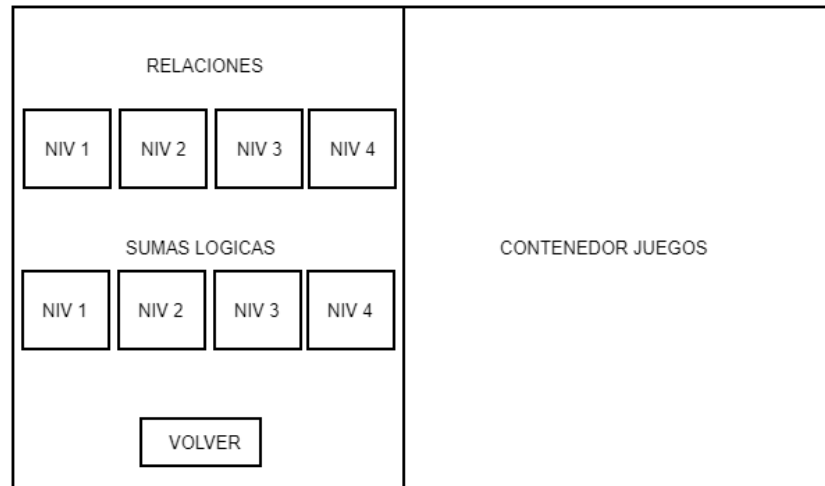 RELACIONES
NIV 1 NIV 2 NIV 3 NIV 4
SUMAS LOGICAS
NIV 1 NIV 2 NIV 3 NIV 4
VOLVER
CONTENEDOR JUEGOS